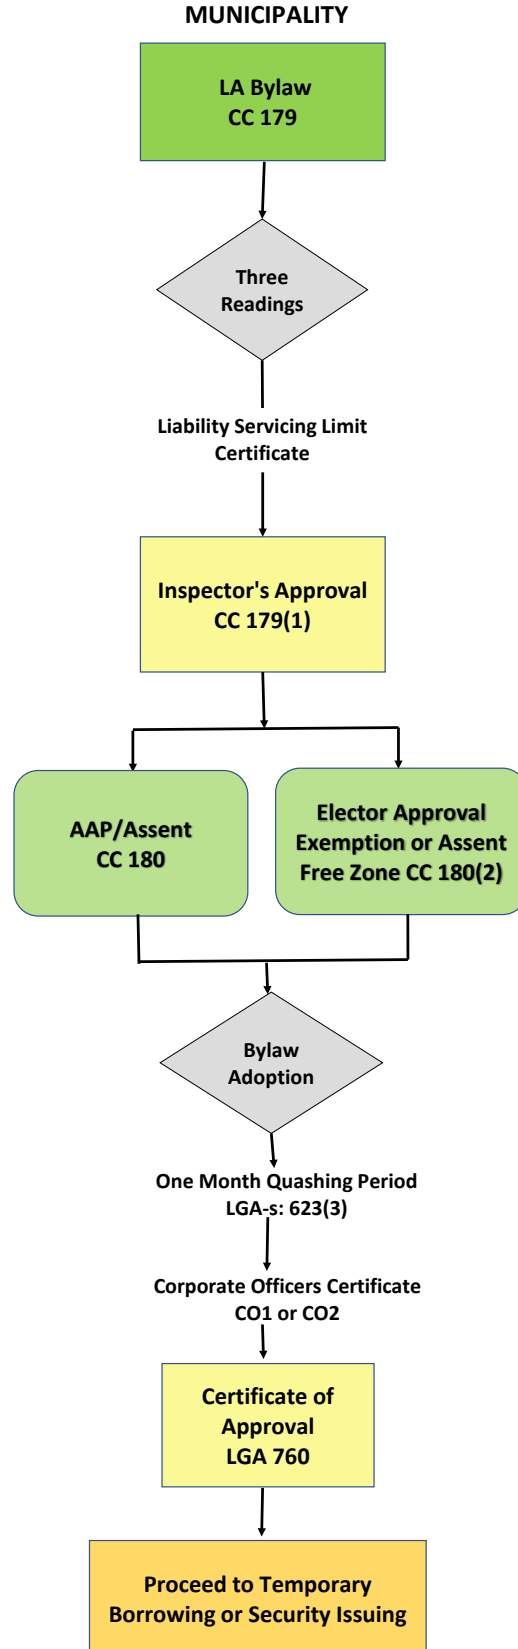 MUNICIPALITY
LA Bylaw
CC 179
Three
Readings
Liability Servicing Limit
Certificate
Inspector's Approval
CC 179(1)
AAP/Assent
CC 180
Elector Approval
Exemption or Assent
Free Zone CC 180(2)
Bylaw
Adoption
One Month Quashing Period
LGA-s: 623(3)
Corporate Officers Certificate
CO1 or CO2
Certificate of
Approval
LGA 760
Proceed to Temporary
Borrowing or Security Issuing